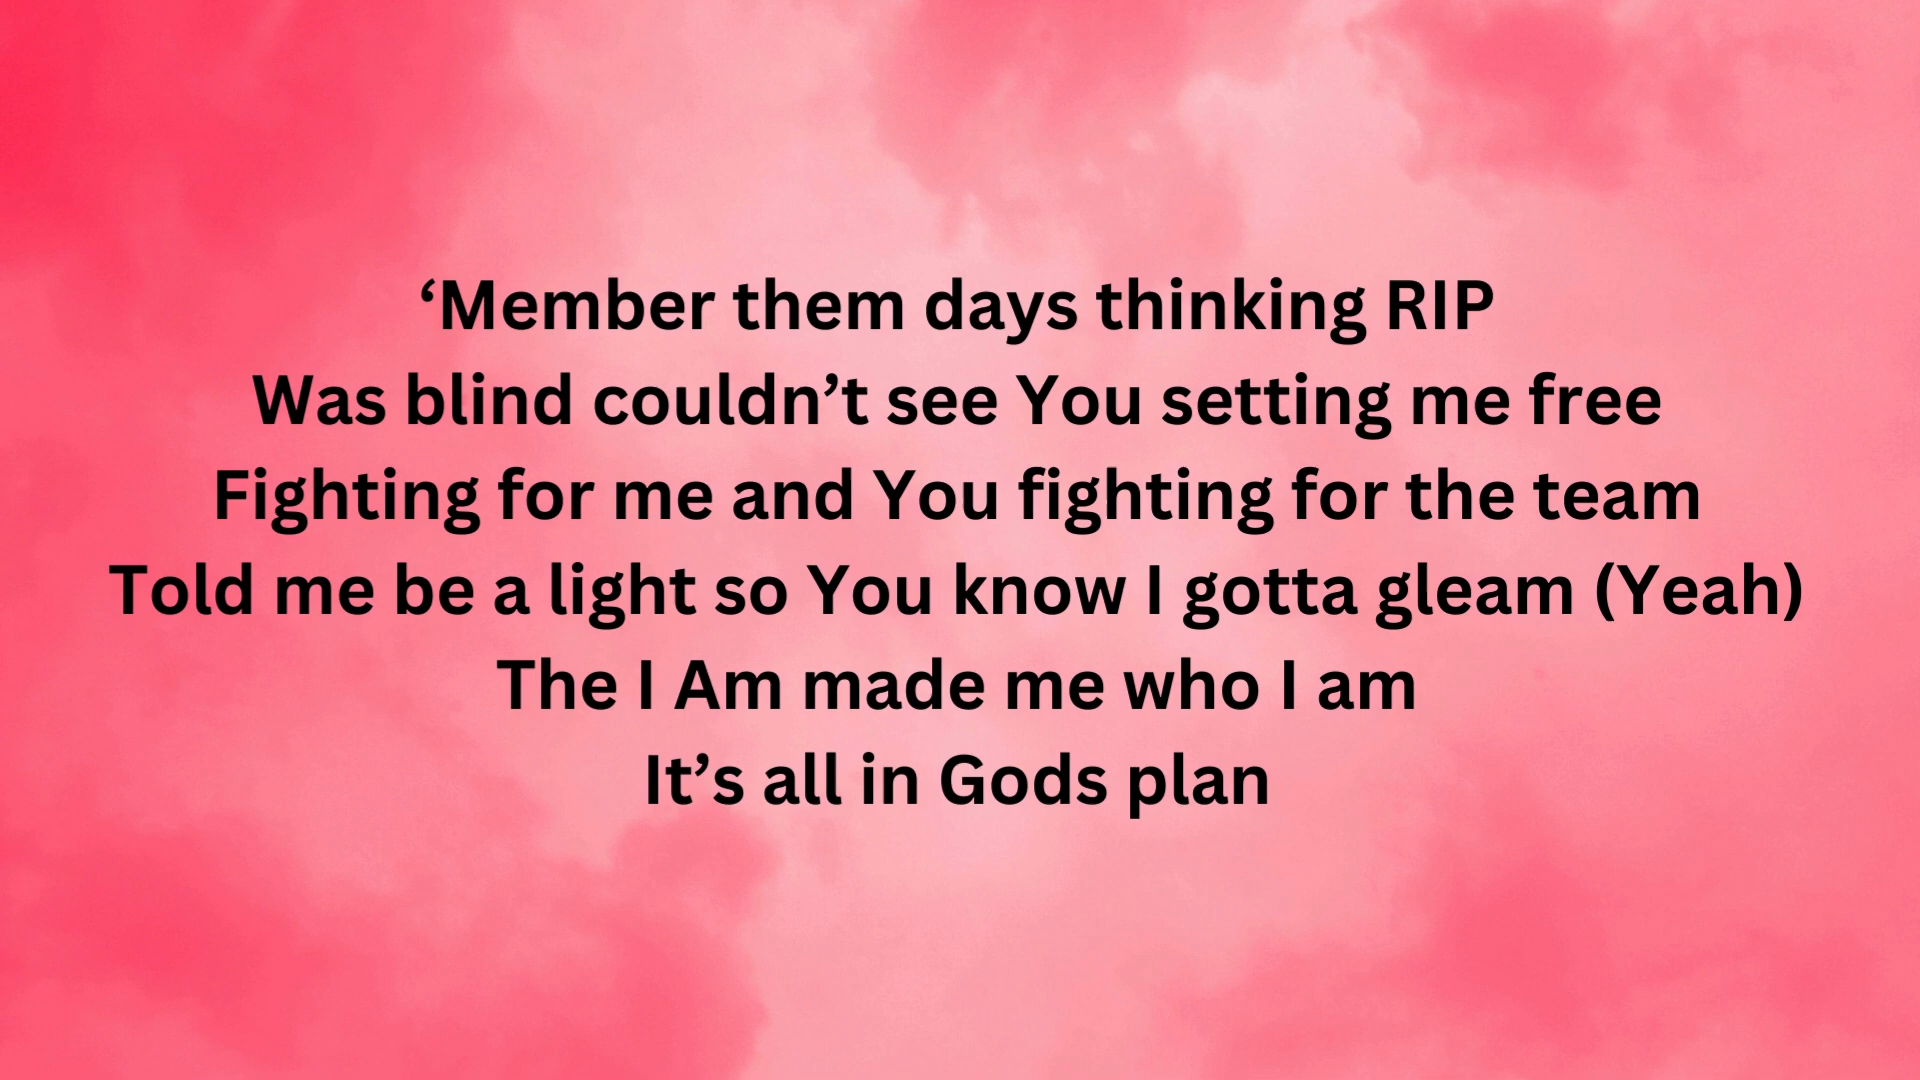 ‘Member them days thinking RIP
Was blind couldn’t see You setting me free
Fighting for me and You fighting for the team
Told me be a light so You know I gotta gleam (Yeah)
The I Am made me who I am
It’s all in Gods plan